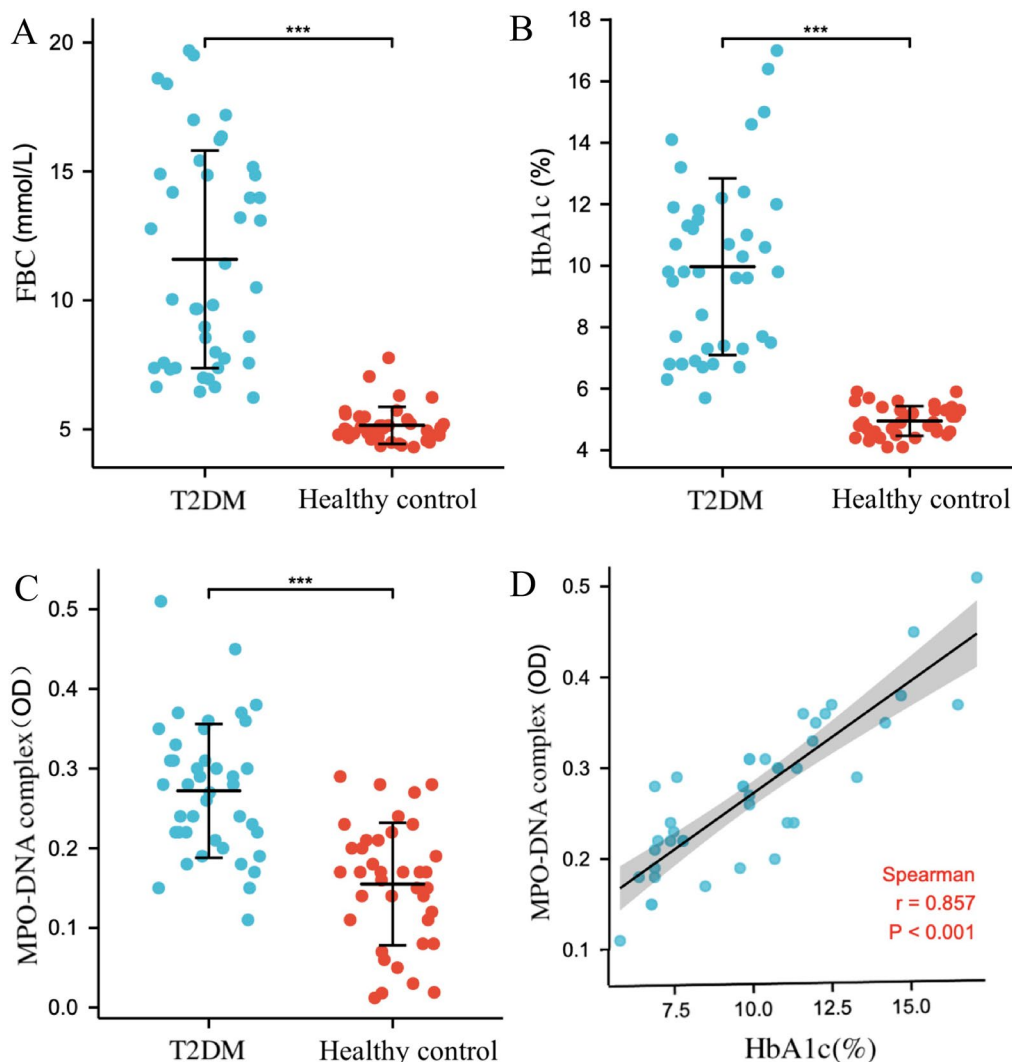 A
***
20
15
10
5
FBC (mmol/L)
T2DM
Healthy control
B
***
18
16
14
12
10
8
6
4
HbA1c (%)
T2DM
Healthy control
C
***
0.5
0.4
0.3
0.2
0.1
0.0
MPO-DNA complex (OD)
T2DM
Healthy control
D
0.5
0.4
0.3
0.2
0.1
MPO-DNA complex (OD)
Spearman
r = 0.857
P < 0.001
7.5
10.0
12.5
15.0
HbA1c(%)